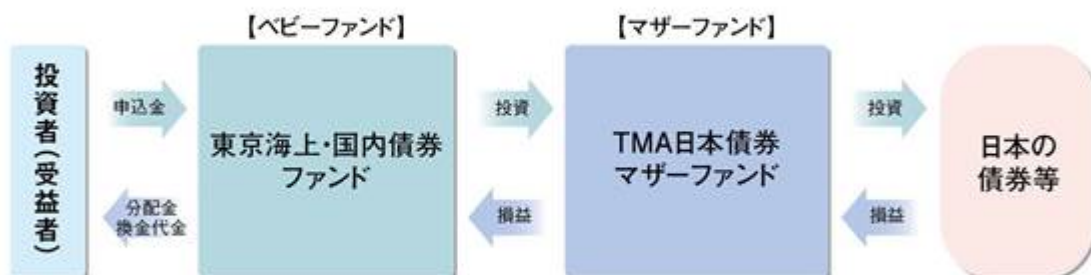 【ベビーファンド】
【マザーファンド】
投資者(受益者)
申込金
分配金
換金代金
東京海上・国内債券
ファンド
投資
損益
TMA日本債券
マザーファンド
投資
損益
日本の
債券等